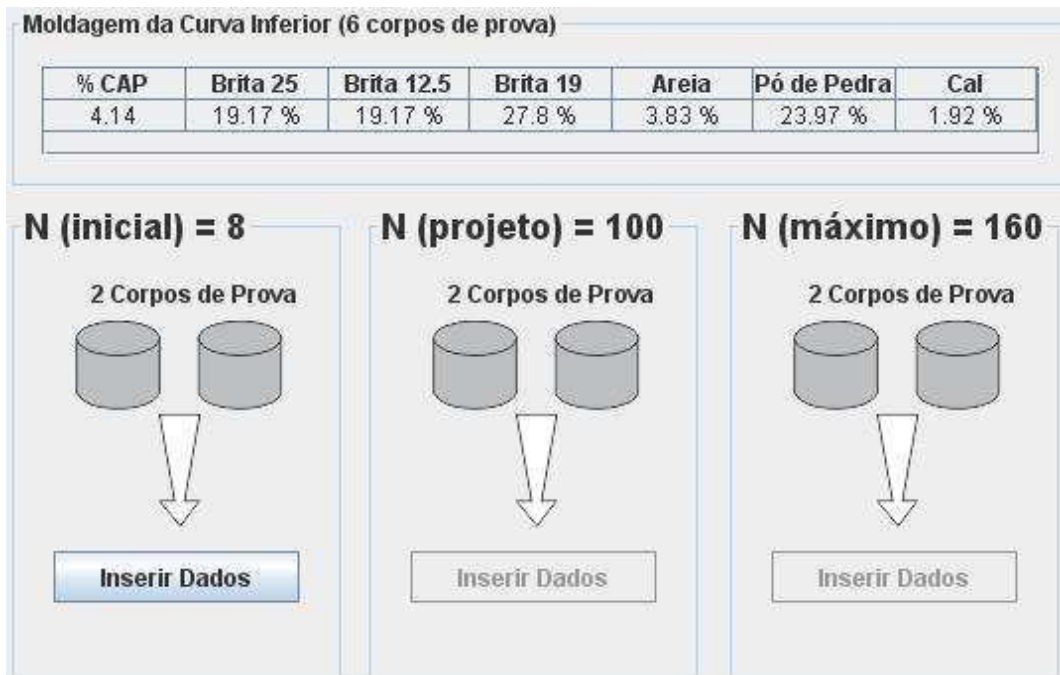 Moldagem da Curva Inferior (6 corpos de prova)
% CAP Brita 25 Brita 12.5 Brita 19 Areia Pó de Pedra Cal
4.14 19.17 % 19.17 % 27.8 % 3.83 % 23.97 % 1.92 %
N (inicial) = 8 N (projeto) = 100 N (máximo) = 160
2 Corpos de Prova 2 Corpos de Prova 2 Corpos de Prova
Inserir Dados Inserir Dados Inserir Dados